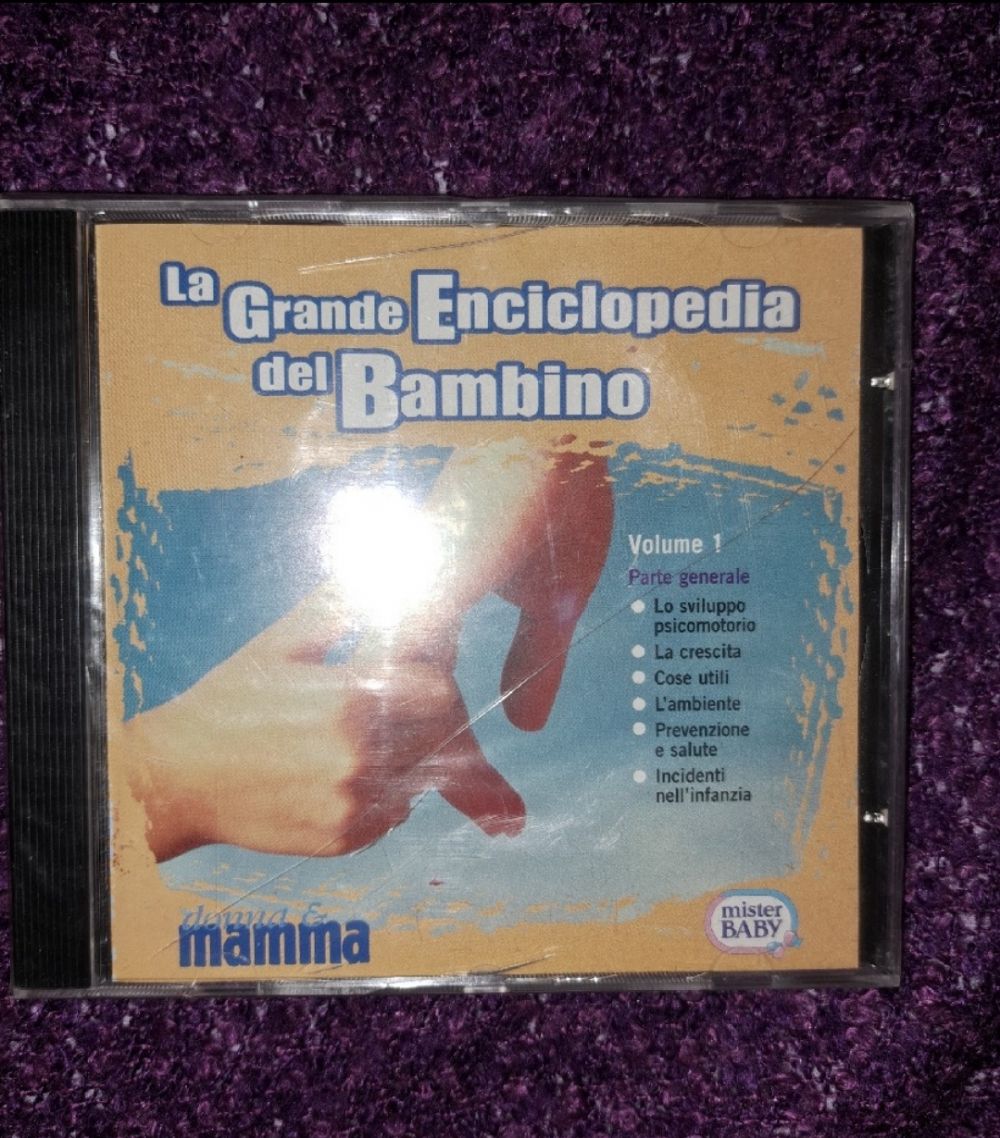 La Grande Enciclopedia
del Bambino
Volume 1
Parte generale
Lo sviluppo
psicomotorio
La crescita
Cose utili
L'ambiente
Prevenzione
e salute
Incidenti
nell'infanzia
donna &
mamma
mister
BABY